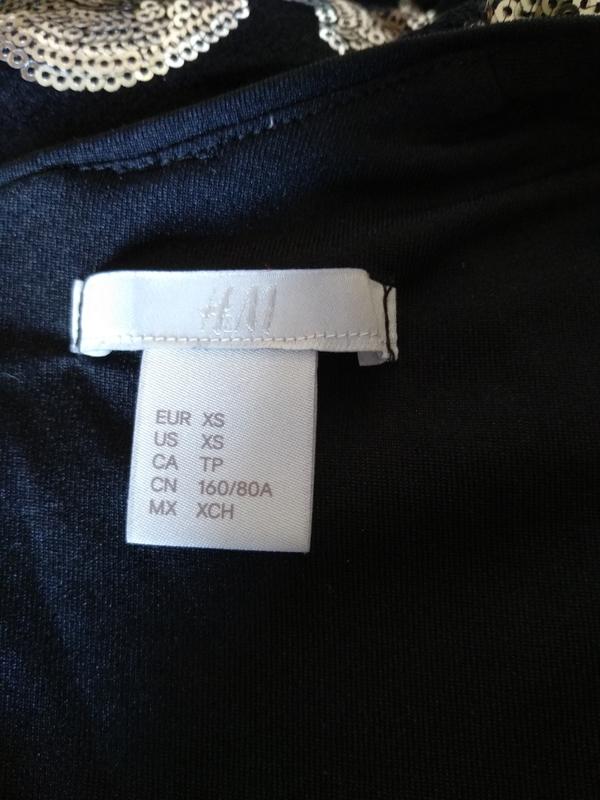 H&M
EUR XS
US XS
CA TP
CN 160/80A
MX XCH